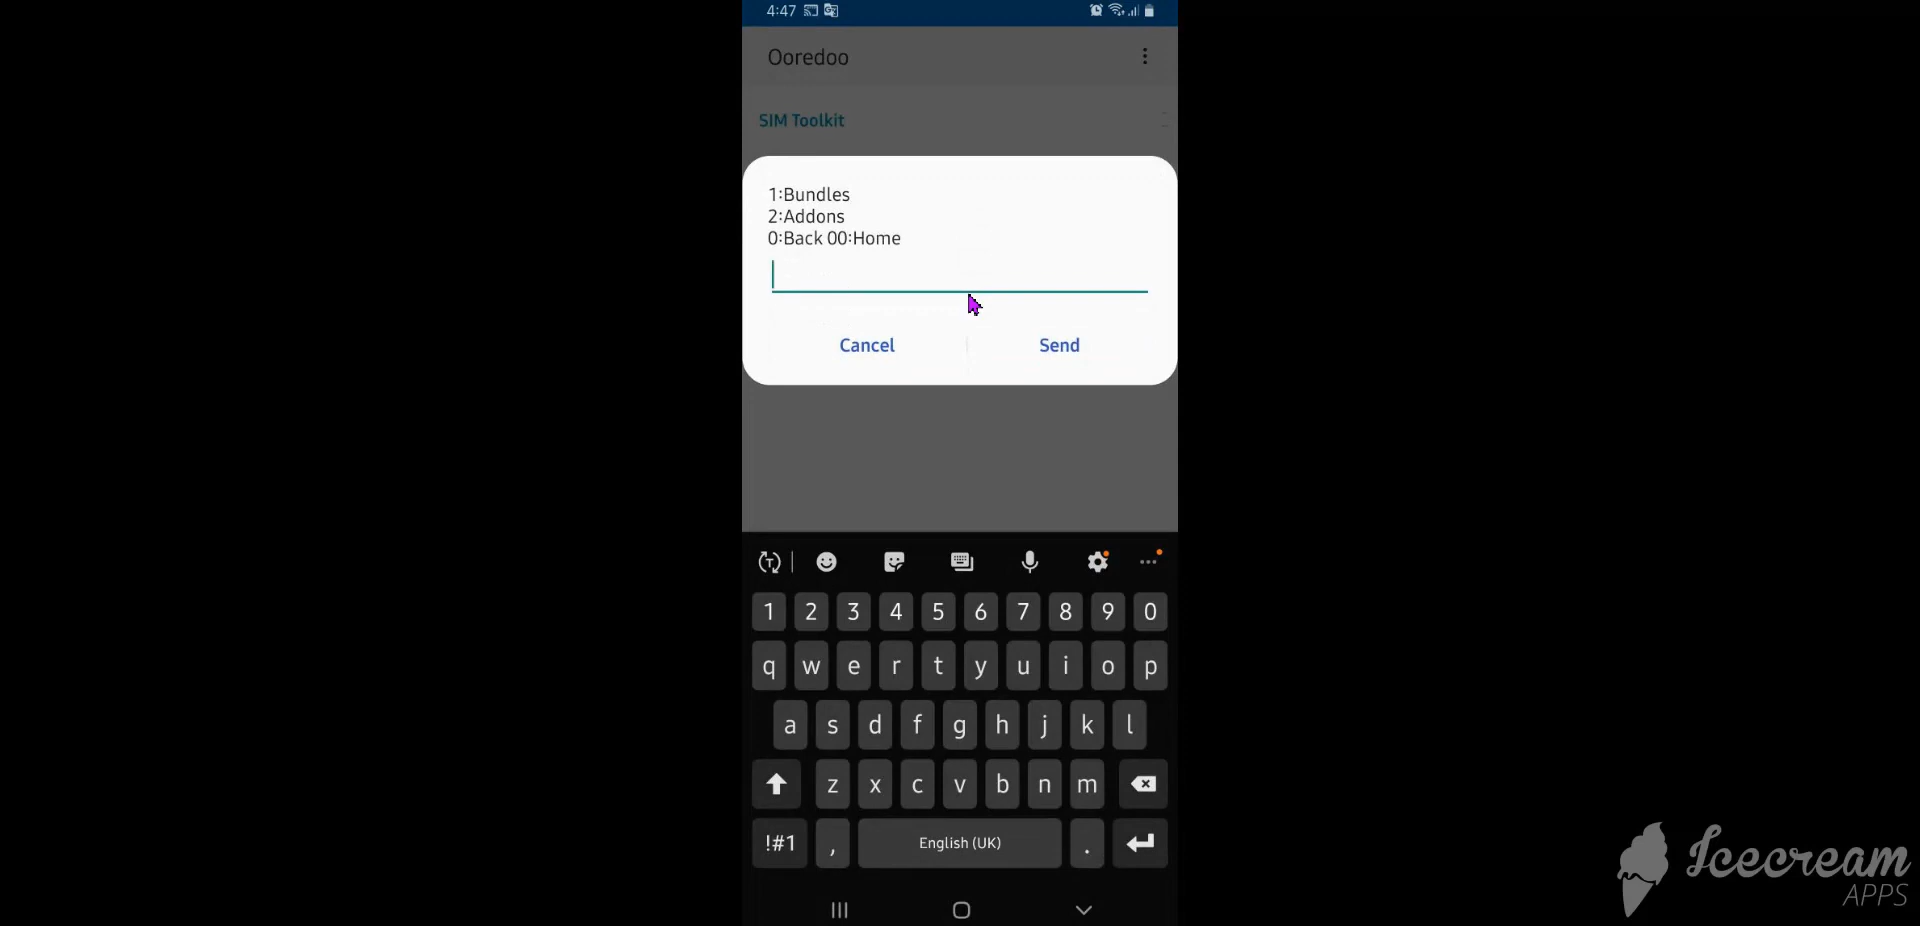 4:47
Ooredoo
SIM Toolkit
1:Bundles
2:Addons
0:Back 00:Home
Cancel
Send
1 2 3 4 5 6 7 8 9 0
q w e r t y u i o p
a s d f g h j k l
z x c v b n m
!#1 , English (UK) .
Icecream
APPS